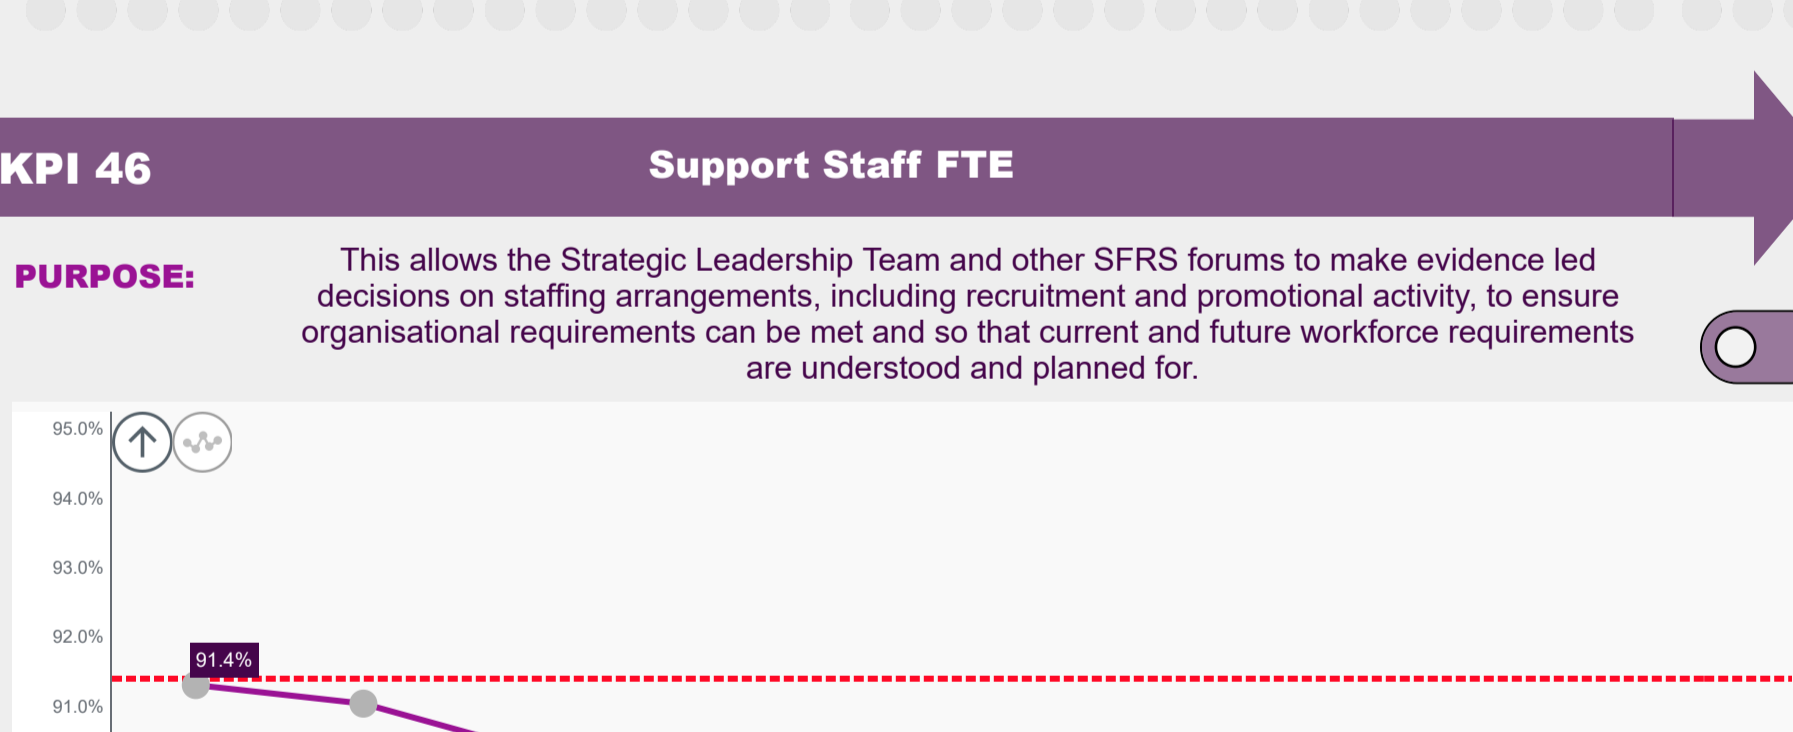 KPI 46
Support Staff FTE
PURPOSE:
This allows the Strategic Leadership Team and other SFRS forums to make evidence led
decisions on staffing arrangements, including recruitment and promotional activity, to ensure
organisational requirements can be met and so that current and future workforce requirements
are understood and planned for.
95.0%
94.0%
93.0%
92.0%
91.4%
91.0%